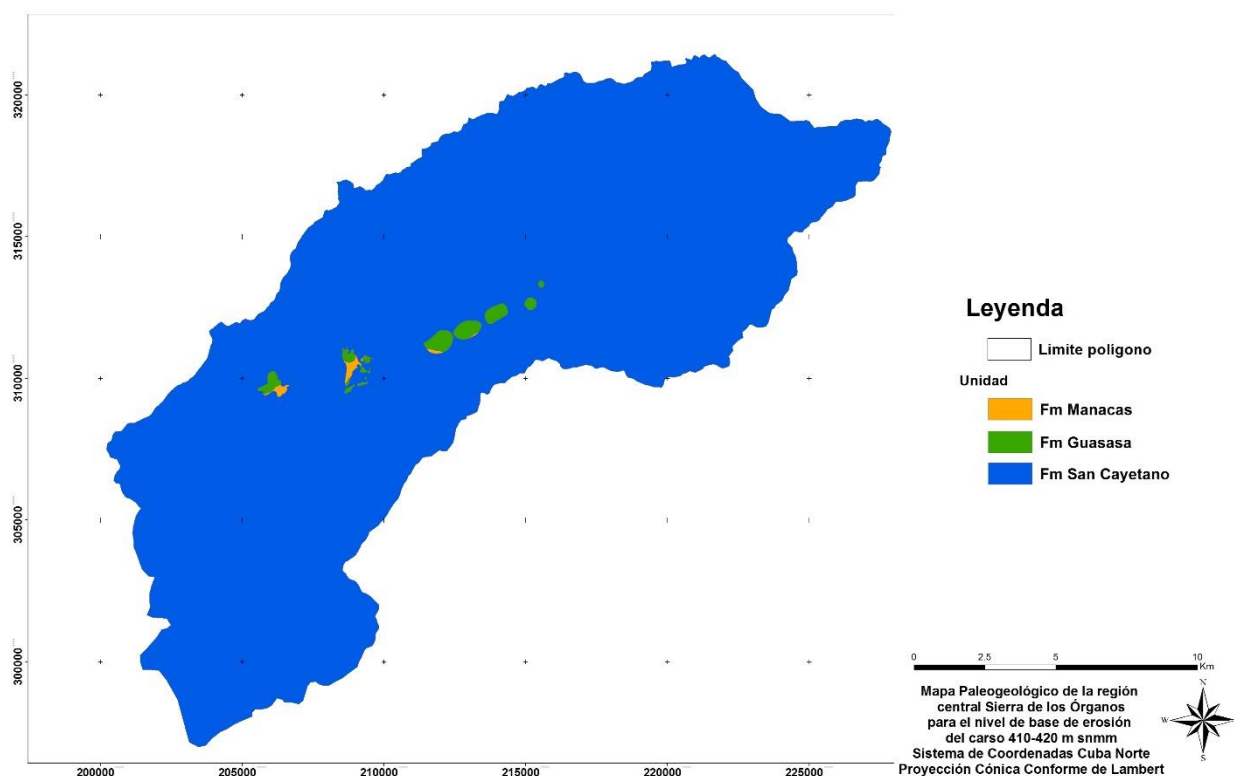 320000
315000
310000
305000
300000
200000
205000
210000
215000
220000
225000
Leyenda
Limite polígono
Unidad
Fm Manacas
Fm Guasasa
Fm San Cayetano
0 2.5 5 10
Km
Mapa Paleogeológico de la región
central Sierra de los Órganos
para el nivel de base de erosión
del carso 410-420 m snmm
Sistema de Coordenadas Cuba Norte
Proyección Cónica Conforme de Lambert
N
W E
S